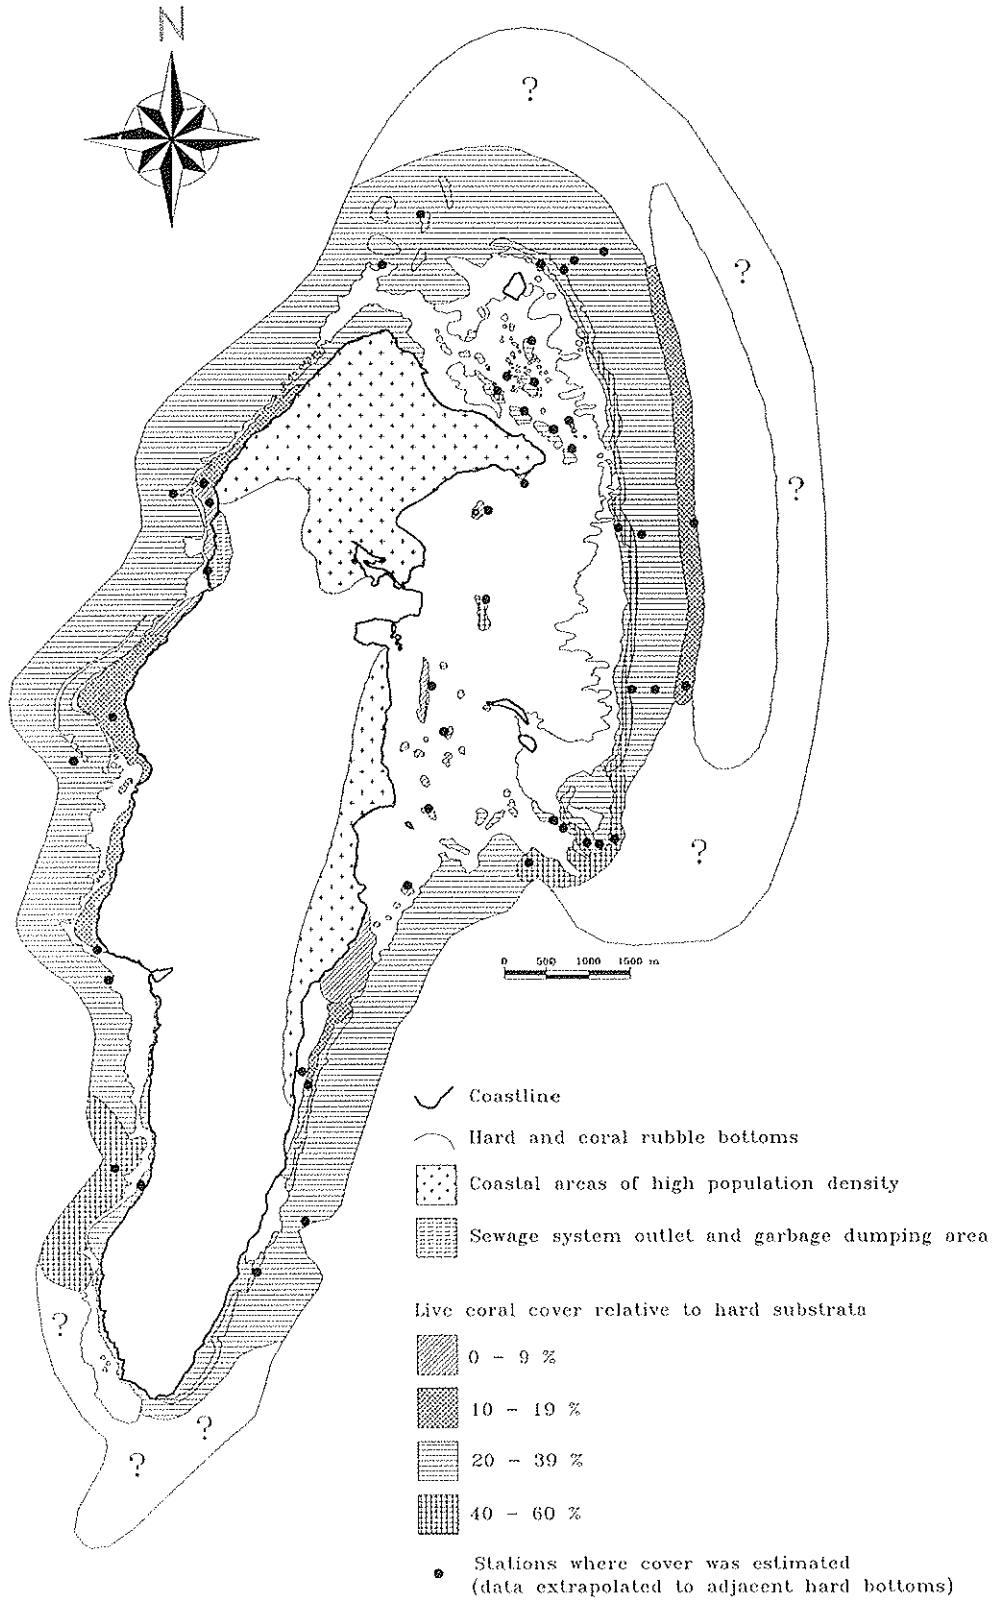 N
?
?
?
?
0 500 1000 1500 m
Coastline
Hard and coral rubble bottoms
Coastal areas of high population density
Sewage system outlet and garbage dumping area
Live coral cover relative to hard substrata
?
0 - 9 %
10 - 19 %
?
20 - 39 %
?
40 - 60 %
Stations where cover was estimated
(data extrapolated to adjacent hard bottoms)